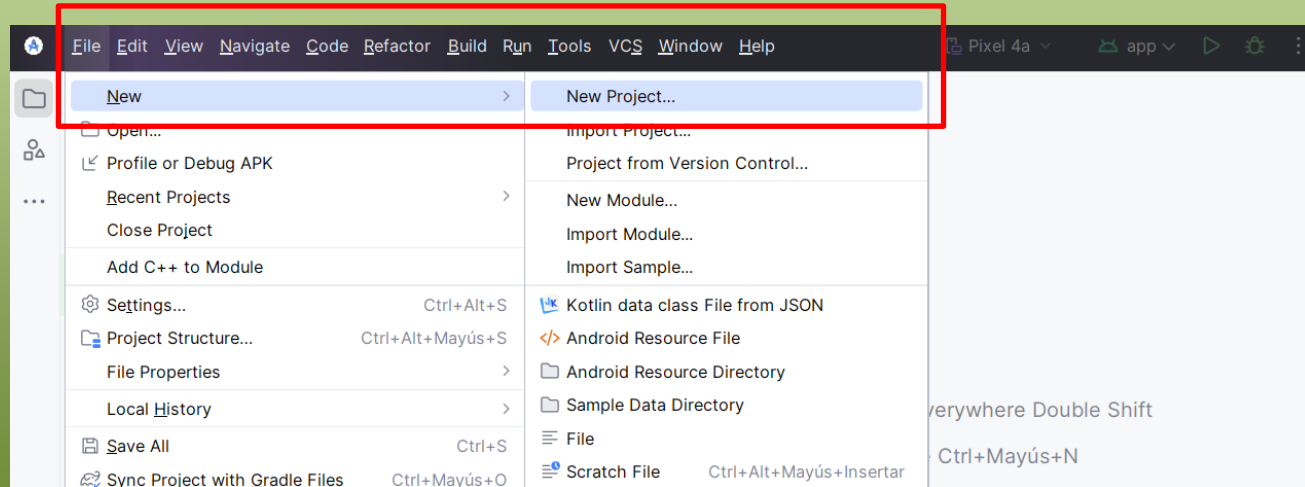 File Edit View Navigate Code Refactor Build Run Tools VCS Window Help Pixel 4a app
New New Project...
Open... Import Project...
Profile or Debug APK Project from Version Control...
Recent Projects New Module...
Close Project Import Module...
Add C++ to Module Import Sample...
Settings... Ctrl+Alt+S Kotlin data class File from JSON
Project Structure... Ctrl+Alt+Mayús+S Android Resource File
File Properties Android Resource Directory
Local History Sample Data Directory verywhere Double Shift
Save All Ctrl+S File
Ctrl+Mayús+N
Sync Project with Gradle Files Ctrl+Mayús+O Scratch File Ctrl+Alt+Mayús+Insertar